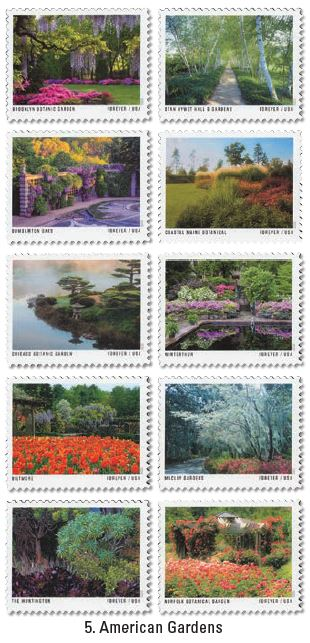 BROOKLYN BOTANIC GARDEN FOREVER / USA
STAN HYWET HALL & GARDENS FOREVER / USA
DUMBARTON OAKS FOREVER / USA
COASTAL MAINE BOTANICAL FOREVER / USA
CHICAGO BOTANIC GARDEN FOREVER / USA
WINTERTHUR FOREVER / USA
BILTMORE FOREVER / USA
MACLAY GARDENS FOREVER / USA
THE HUNTINGTON FOREVER / USA
NORFOLK BOTANICAL GARDEN FOREVER / USA
5. American Gardens